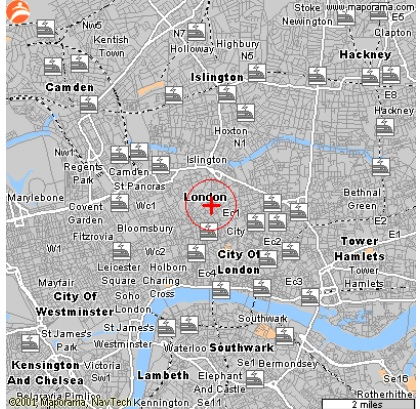 www.maporama.com
Stoke
Newington
E5
Clapton
Nw5
Kentish
Town
N7
Holloway
Highbury
Hackney
Islington
Camden
E8
Hackney
Hoxton
N1
Nw1
Regents
Park
Camden
St Pancras
Islington
Marylebone
London
Bethnal
Green
E2
Covent
Garden
Wc1
Ec1
E1
Fitzrovia
Bloomsbury
City
W1
Wc2
Ec2
Tower
Hamlets
Leicester
Square
Holborn
City Of
London
Tower
Hamlets
Mayfair
Charing
Cross
Ec4
Ec3
City Of
Westminster
Soho
London
St James's
St James's
Park
Southwark
Waterloo
Southwark
Kensington
And Chelsea
Victoria
Se1
Bermondsey
Lambeth
Elephant
And Castle
Se16
Rotherhithe
Belgravia
Pimlico
Se11
Kennington
©2001 Maporama, NavTech
2 miles